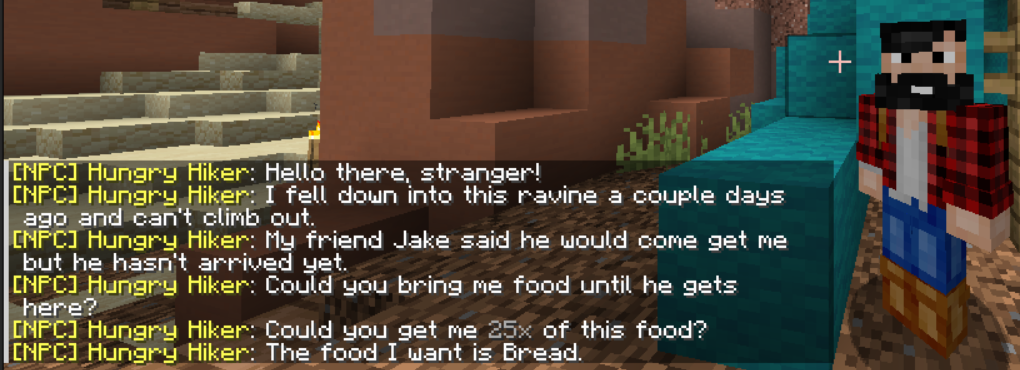 [NPC] Hungry Hiker: Hello there, stranger!
[NPC] Hungry Hiker: I fell down into this ravine a couple days
ago and can't climb out.
[NPC] Hungry Hiker: My friend Jake said he would come get me
but he hasn't arrived yet.
[NPC] Hungry Hiker: Could you bring me food until he gets
here?
[NPC] Hungry Hiker: Could you get me 25x of this food?
[NPC] Hungry Hiker: The food I want is Bread.